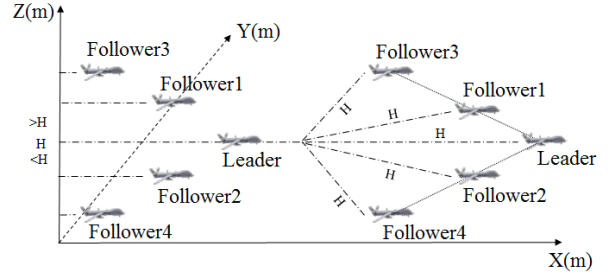 Z(m)
Y(m)
Follower3
Follower3
Follower1
Follower1
>H
H
<H
H
H
H
H
H
Leader
Leader
Follower2
Follower2
Follower4
Follower4
X(m)